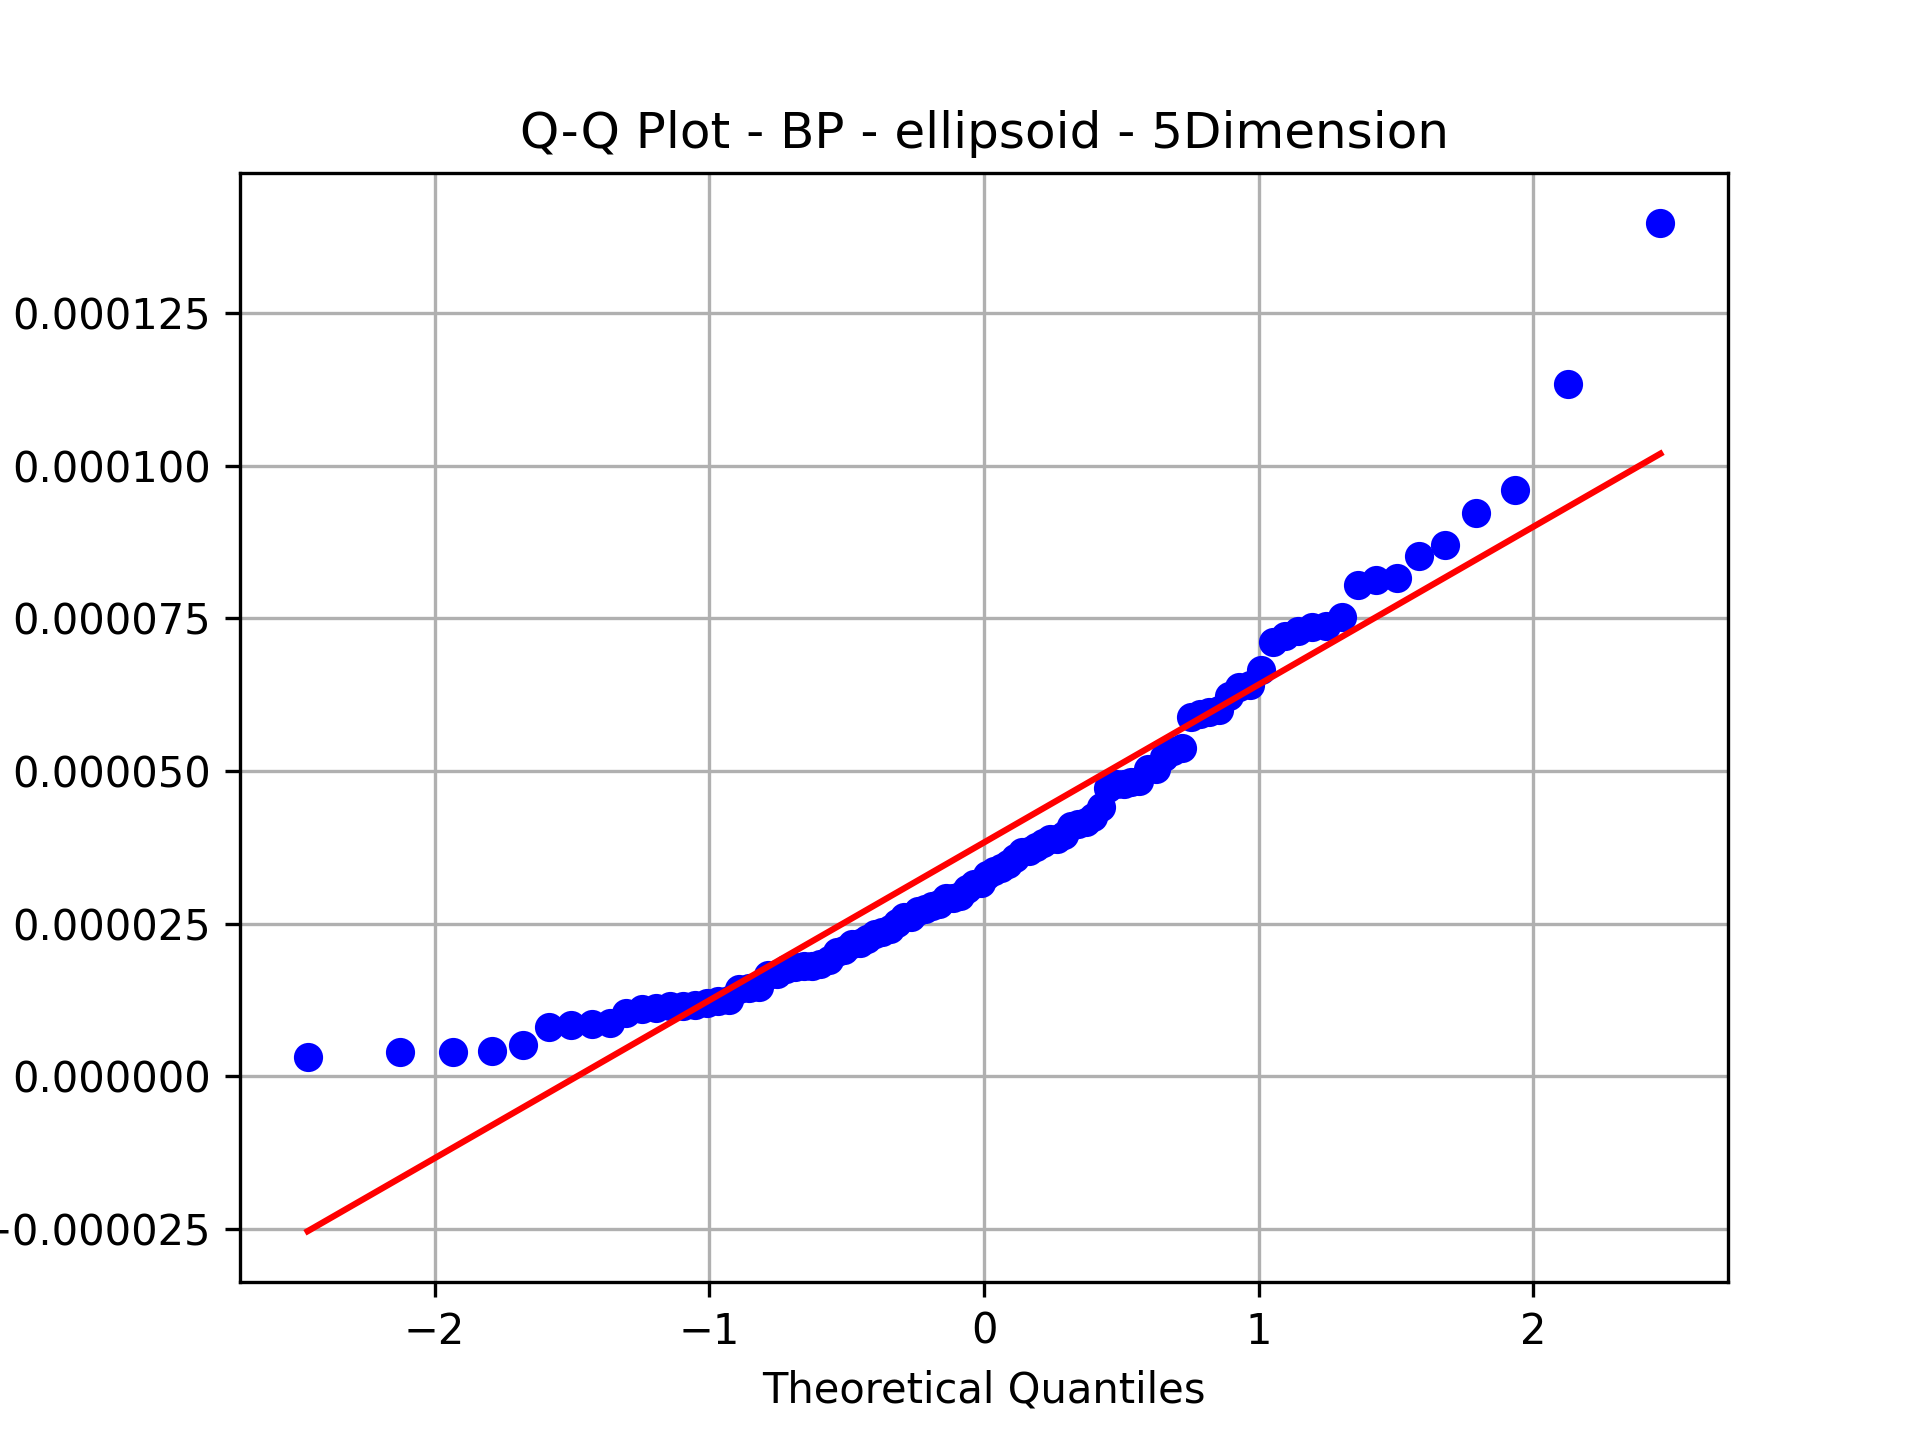 Q-Q Plot - BP - ellipsoid - 5Dimension
0.000125
0.000100
0.000075
0.000050
0.000025
0.000000
-0.000025
−2 −1 0 1 2
Theoretical Quantiles